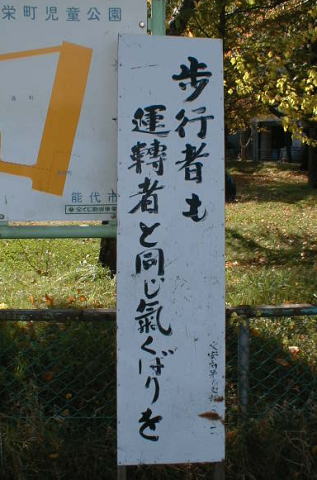 栄町児童公園
能代市
歩行者も
運轉者と同じ氣くばりを